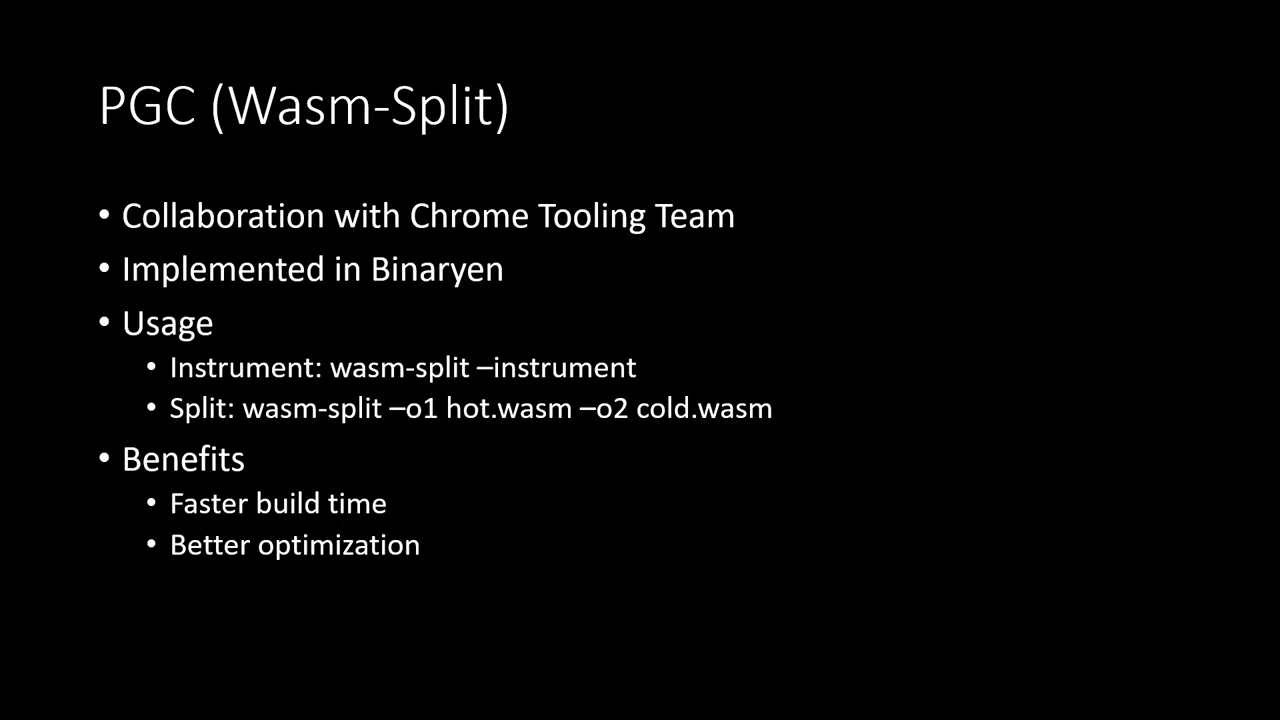 PGC (Wasm-Split)
• Collaboration with Chrome Tooling Team
• Implemented in Binaryen
• Usage
• Instrument: wasm-split –instrument
• Split: wasm-split –o1 hot.wasm –o2 cold.wasm
• Benefits
• Faster build time
• Better optimization